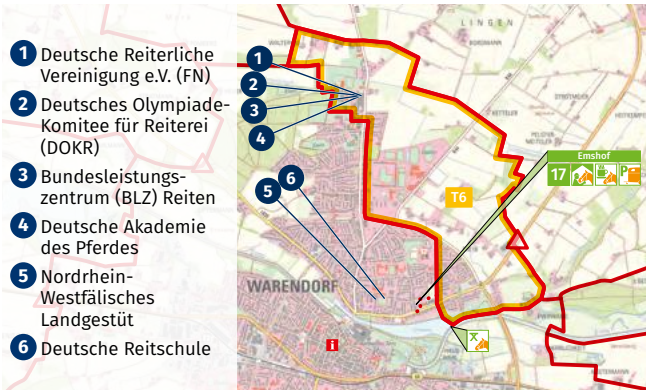 1 Deutsche Reiterliche
Vereinigung e.V. (FN)
2 Deutsches Olympiade-
Komitee für Reiterei
(DOKR)
3 Bundesleistungs-
zentrum (BLZ) Reiten
4 Deutsche Akademie
des Pferdes
5 Nordrhein-
Westfälisches
Landgestüt
6 Deutsche Reitschule
LINGEN
1
2
3
4
Emshof
17
P
T6
5
6
WARENDORF
i
X